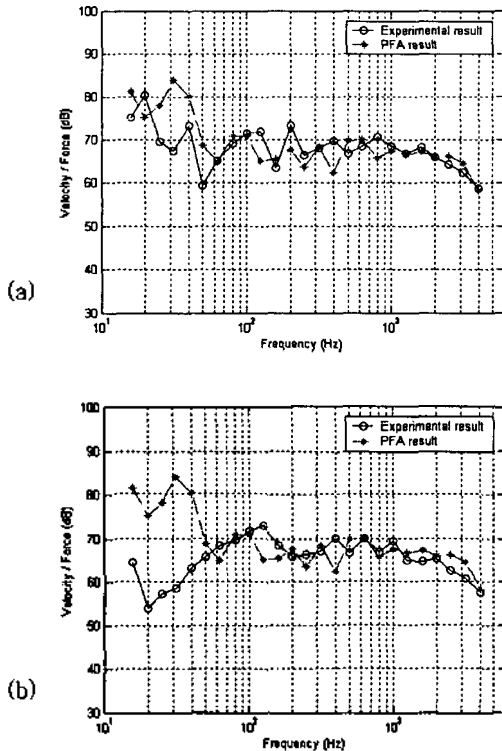 (a)
100
90
80
70
60
50
40
30
Velocity / Force (dB)
Experimental result
PFA result
10¹
10²
10³
Frequency (Hz)
(b)
100
90
80
70
60
50
40
30
Velocity / Force (dB)
Experimental result
PFA result
10¹
10²
10³
Frequency (Hz)